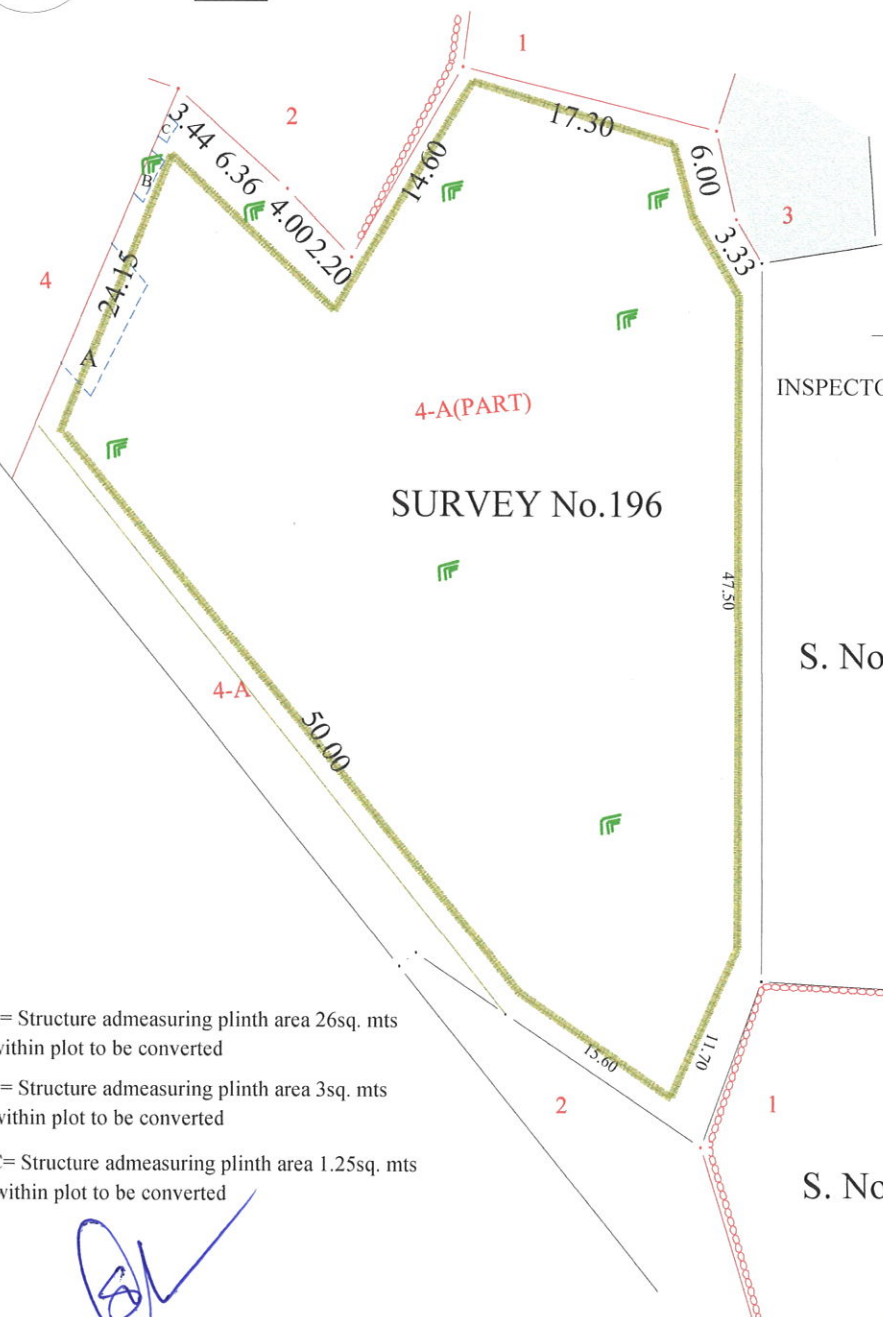 1
2
3.44
6.36
4.00
2.20
14.60
17.30
6.00
3.33
3
C
B
A
4
24.15
4-A(PART)
INSPECTO
SURVEY No.196
47.50
S. No
4-A
50.00
15.60
11.70
2
1
S. No
= Structure admeasuring plinth area 26sq. mts
within plot to be converted
= Structure admeasuring plinth area 3sq. mts
within plot to be converted
C= Structure admeasuring plinth area 1.25sq. mts
within plot to be converted